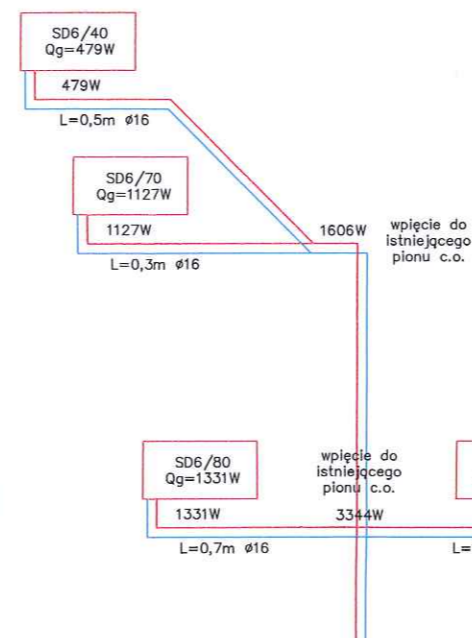 SD6/40
Qg=479W
479W
L=0,5m ø16
SD6/70
Qg=1127W
1127W
1606W
wpięcie do
istniejącego
pionu c.o.
L=0,3m ø16
SD6/80
Qg=1331W
wpięcie do
istniejącego
pionu c.o.
1331W
3344W
L=0,7m ø16
L=